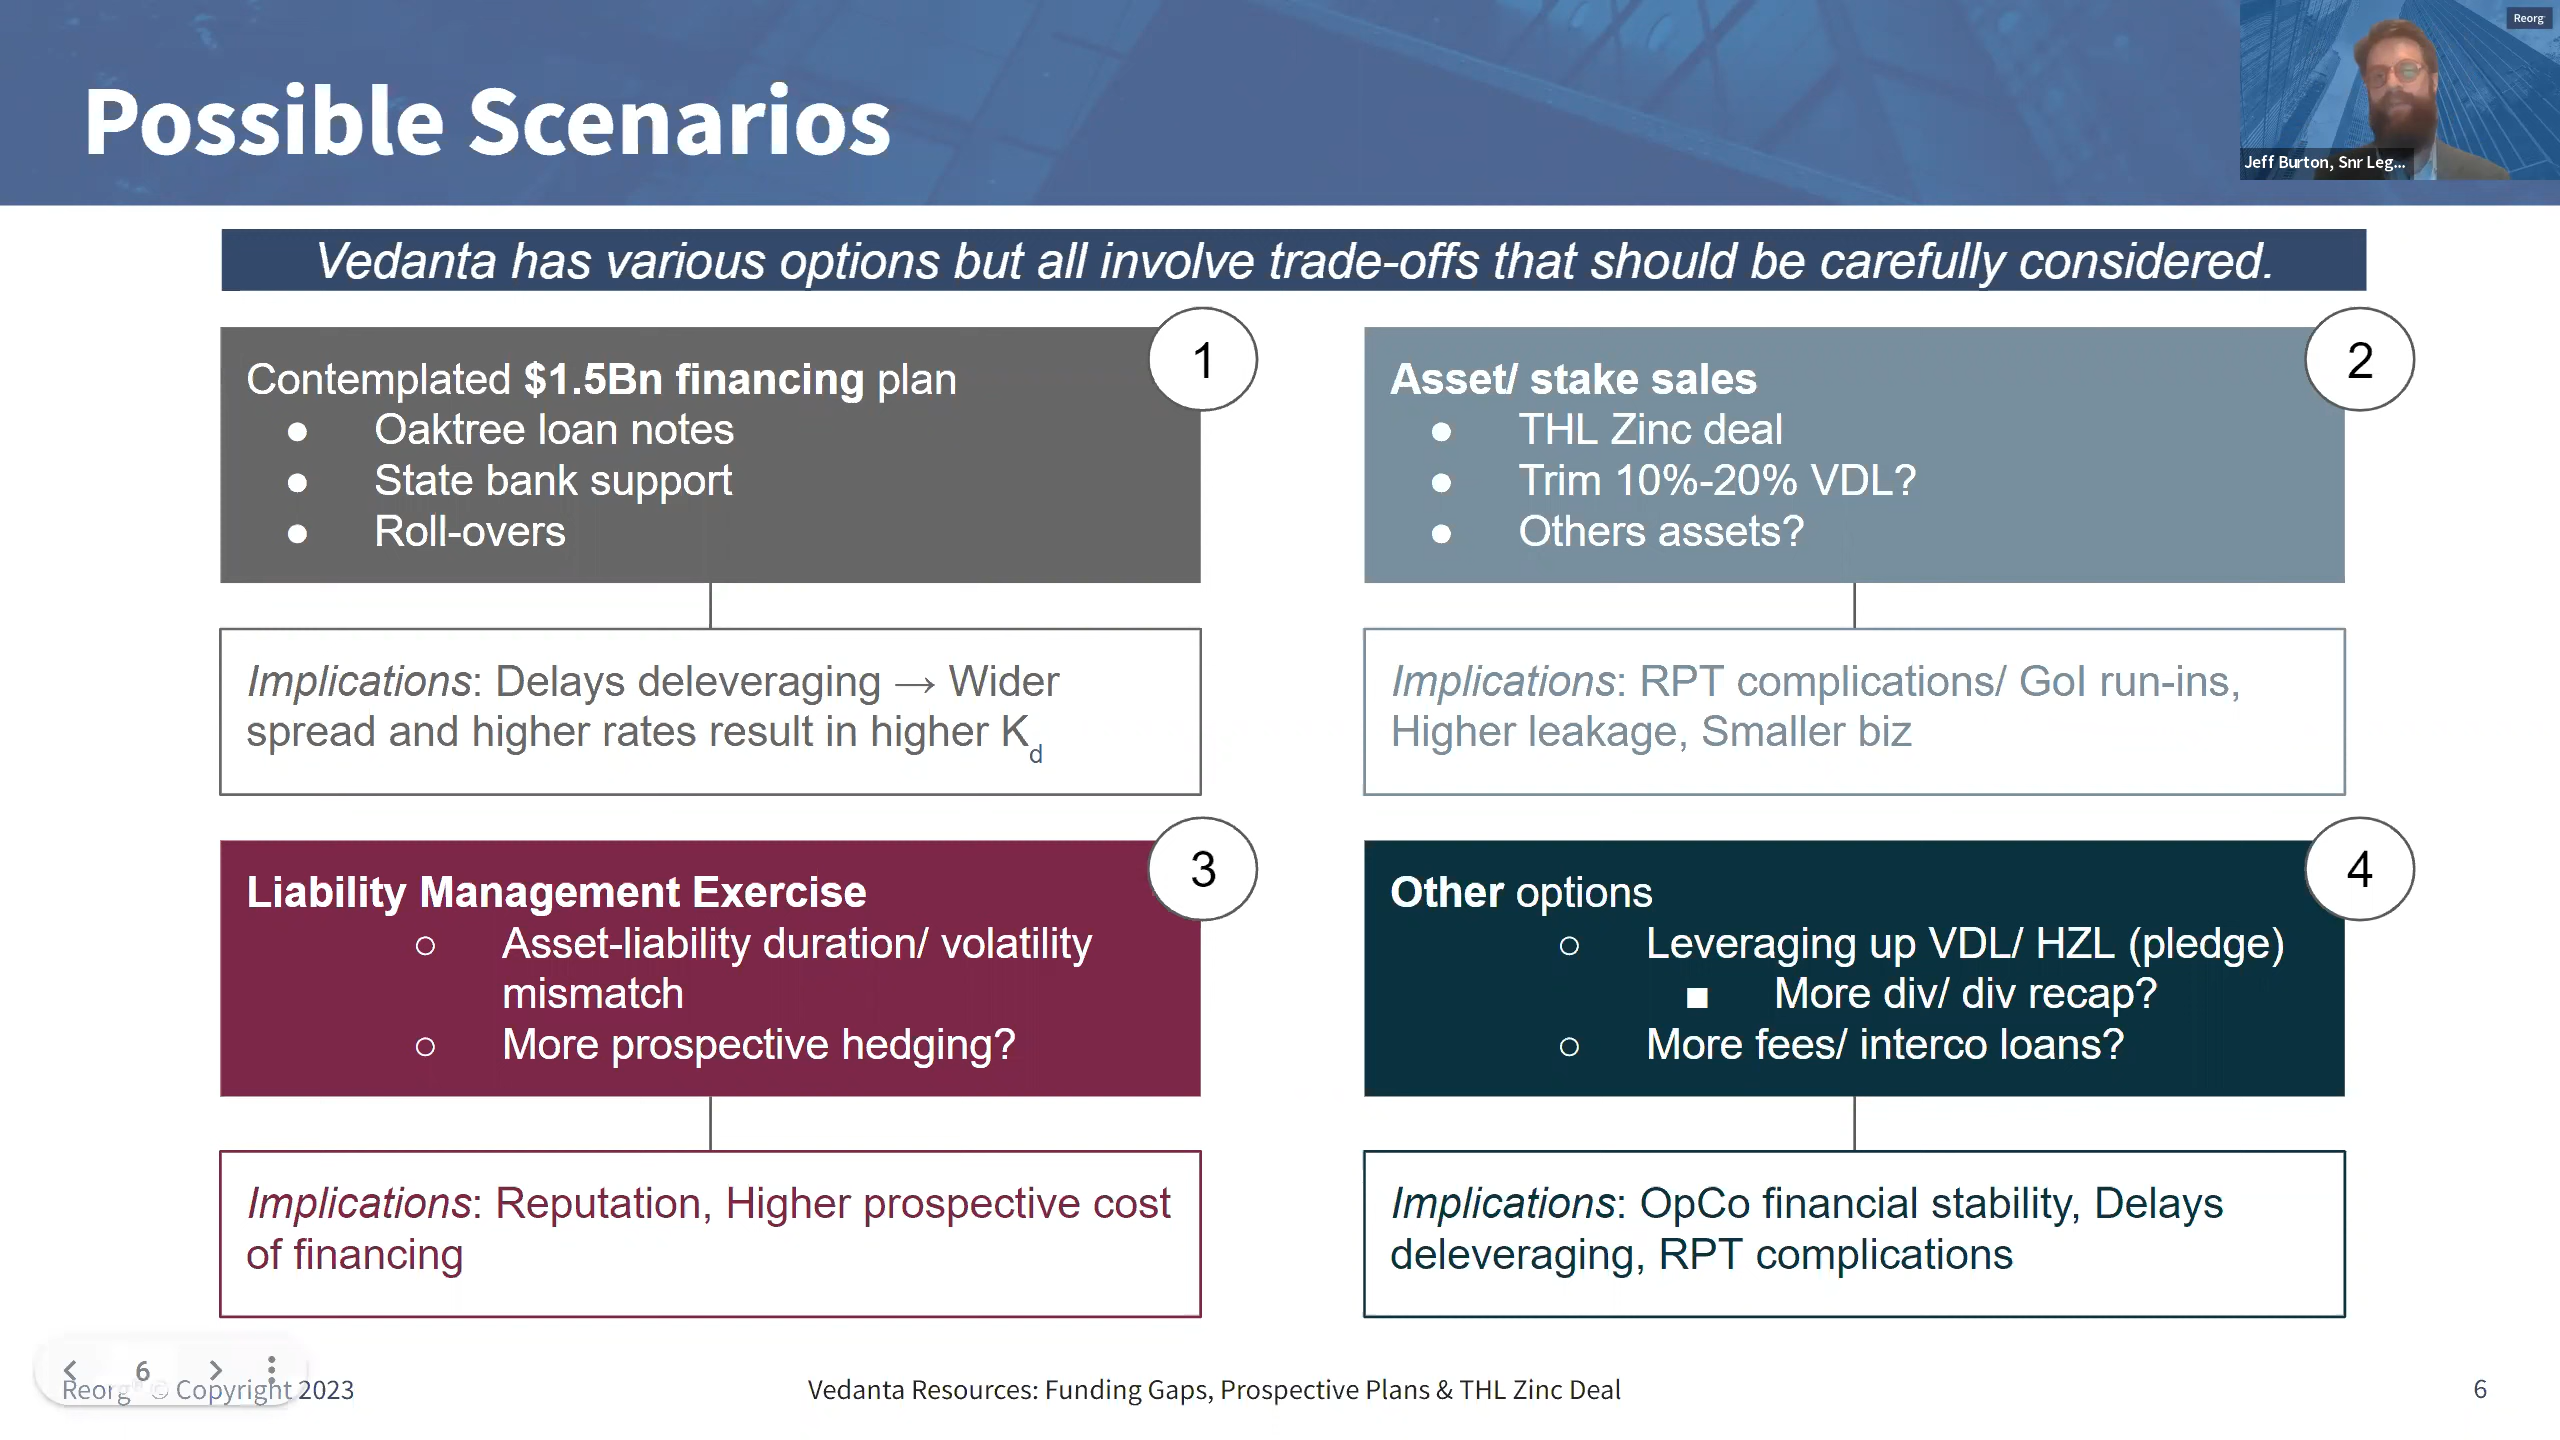 Possible Scenarios
Reorg
Jeff Burton, Snr Leg...
Vedanta has various options but all involve trade-offs that should be carefully considered.
1
Contemplated $1.5Bn financing plan
● Oaktree loan notes
● State bank support
● Roll-overs
Implications: Delays deleveraging → Wider
spread and higher rates result in higher Kd
2
Asset/ stake sales
● THL Zinc deal
● Trim 10%-20% VDL?
● Others assets?
Implications: RPT complications/ GoI run-ins,
Higher leakage, Smaller biz
3
Liability Management Exercise
○ Asset-liability duration/ volatility
mismatch
○ More prospective hedging?
Implications: Reputation, Higher prospective cost
of financing
4
Other options
○ Leveraging up VDL/ HZL (pledge)
■ More div/ div recap?
○ More fees/ interco loans?
Implications: OpCo financial stability, Delays
deleveraging, RPT complications
6
Reorg® © Copyright 2023
Vedanta Resources: Funding Gaps, Prospective Plans & THL Zinc Deal
6